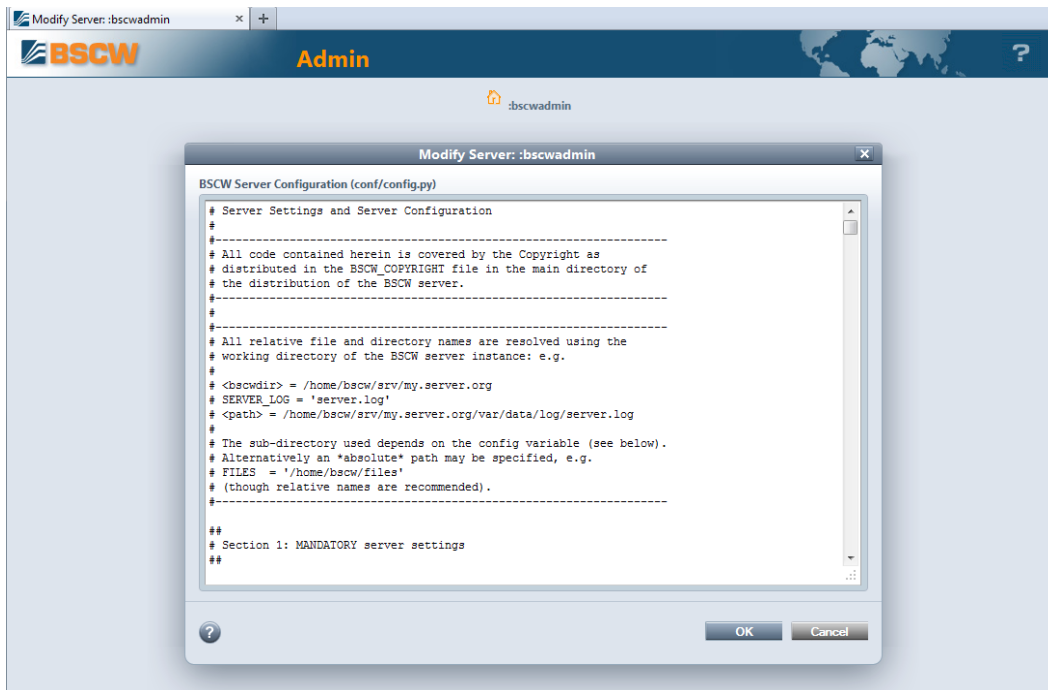 Modify Server: :bscwadmin
BSCW
Admin
?
:bscwadmin
Modify Server: :bscwadmin
BSCW Server Configuration (conf/config.py)
# Server Settings and Server Configuration
#
#--------------------------------------------------------------------
# All code contained herein is covered by the Copyright as
# distributed in the BSCW_COPYRIGHT file in the main directory of
# the distribution of the BSCW server.
#--------------------------------------------------------------------
#
#--------------------------------------------------------------------
# All relative file and directory names are resolved using the
# working directory of the BSCW server instance: e.g.
#
# <bscwdir> = /home/bscw/srv/my.server.org
# SERVER_LOG = 'server.log'
# <path> = /home/bscw/srv/my.server.org/var/data/log/server.log
#
# The sub-directory used depends on the config variable (see below).
# Alternatively an *absolute* path may be specified, e.g.
# FILES  = '/home/bscw/files'
# (though relative names are recommended).
#--------------------------------------------------------------------
##
# Section 1: MANDATORY server settings
##
?
OK Cancel